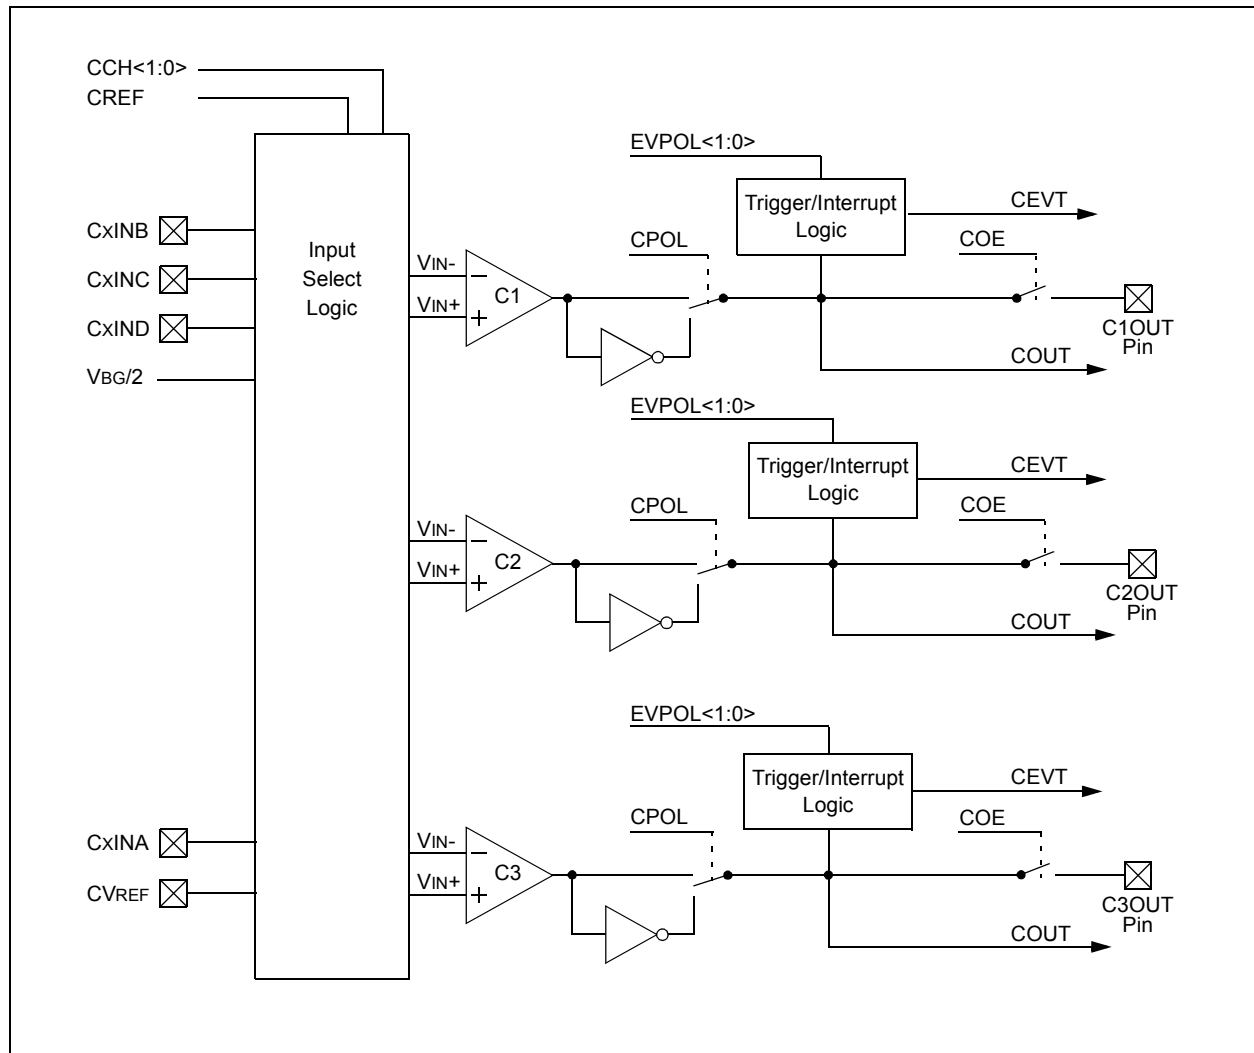 CCH<1:0>
CREF
CxINB
CxINC
CxIND
VBG/2
CxINA
CVREF
Input
Select
Logic
EVPOL<1:0>
Trigger/Interrupt
Logic
CEVT
CPOL
COE
VIN-
VIN+
C1
C1OUT
Pin
COUT
EVPOL<1:0>
Trigger/Interrupt
Logic
CEVT
CPOL
COE
VIN-
VIN+
C2
C2OUT
Pin
COUT
EVPOL<1:0>
Trigger/Interrupt
Logic
CEVT
CPOL
COE
VIN-
VIN+
C3
C3OUT
Pin
COUT